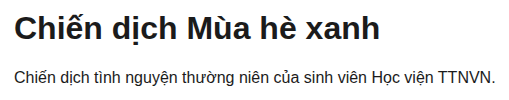 Chiến dịch Mùa hè xanh
Chiến dịch tình nguyện thường niên của sinh viên Học viện TTNVN.